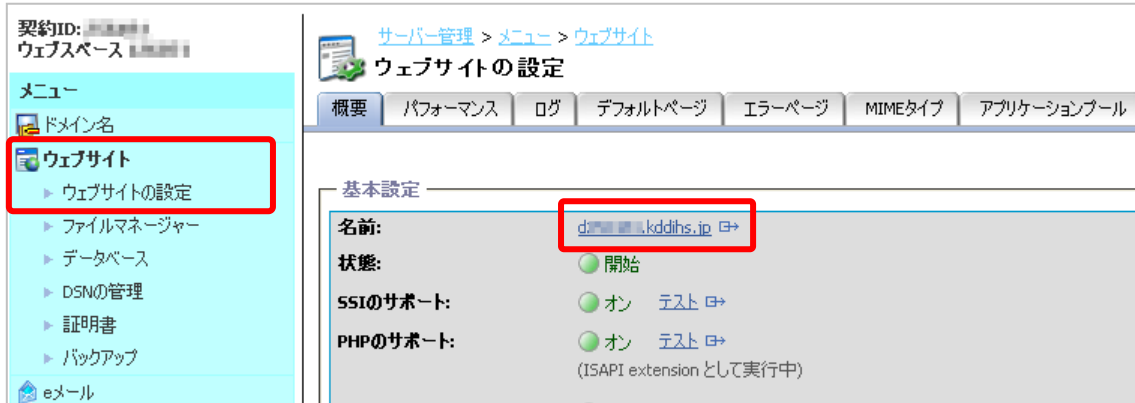 契約ID:
ウェブスペース
メニュー
ドメイン名
ウェブサイト
ウェブサイトの設定
ファイルマネージャー
データベース
DSNの管理
証明書
バックアップ
eメール
サーバー管理 > メニュー > ウェブサイト
ウェブサイトの設定
概要 パフォーマンス ログ デフォルトページ エラーページ MIMEタイプ アプリケーションプール
基本設定
名前: .kddihs.jp
状態: 開始
SSIのサポート: オン テスト
PHPのサポート: オン テスト
(ISAPI extension として実行中)